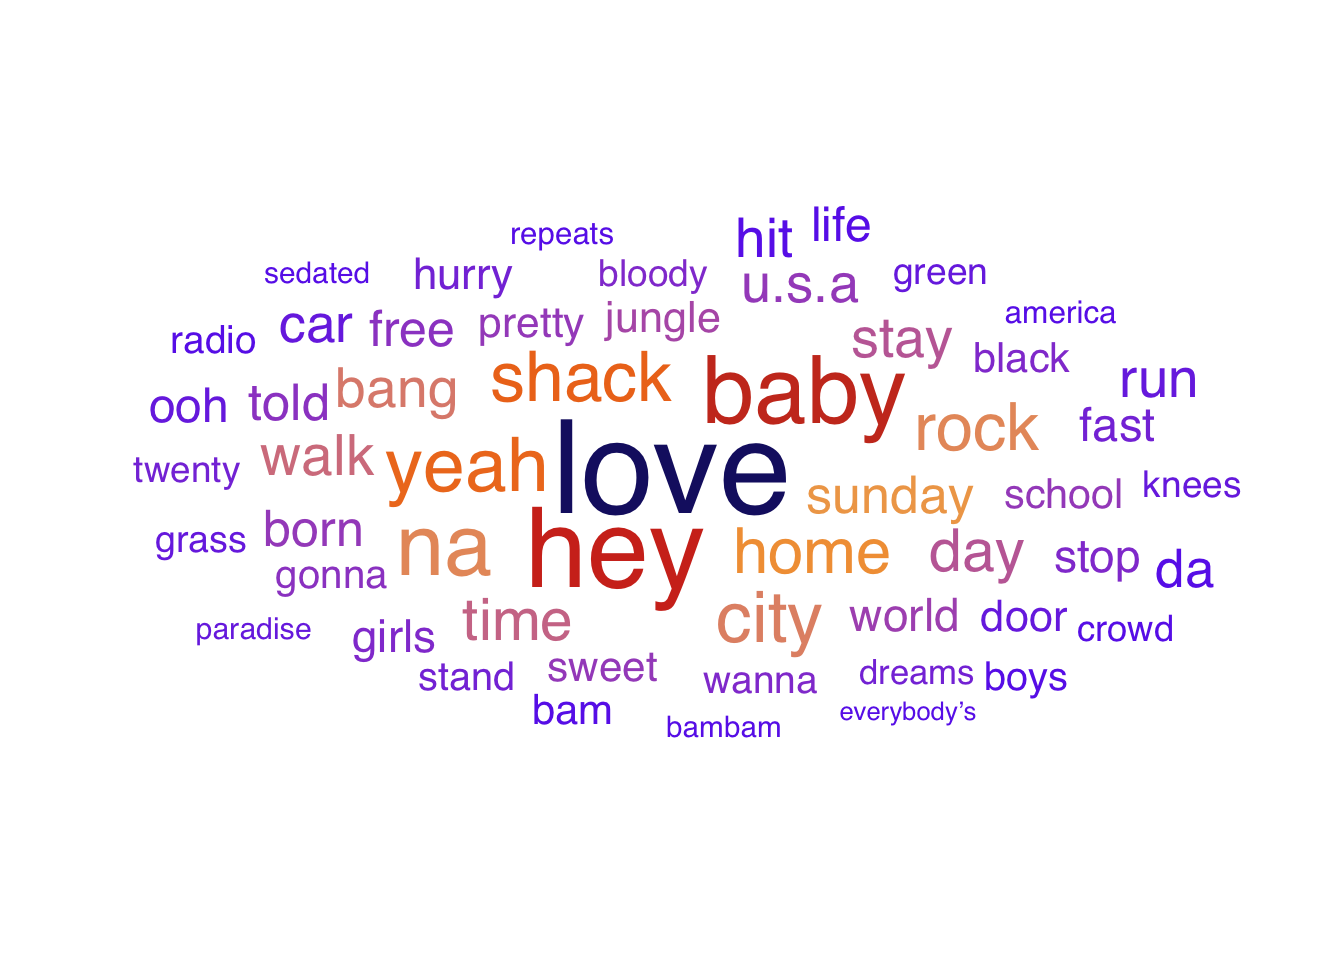 repeats hit life
sedated hurry bloody u.s.a green
radio car free pretty jungle stay america
ooh told bang shack baby black run
twenty walk yeah love rock fast
grass born na hey sunday school knees
gonna home day stop da
paradise girls time city world door crowd
stand sweet wanna dreams boys
bam bambam everybody’s